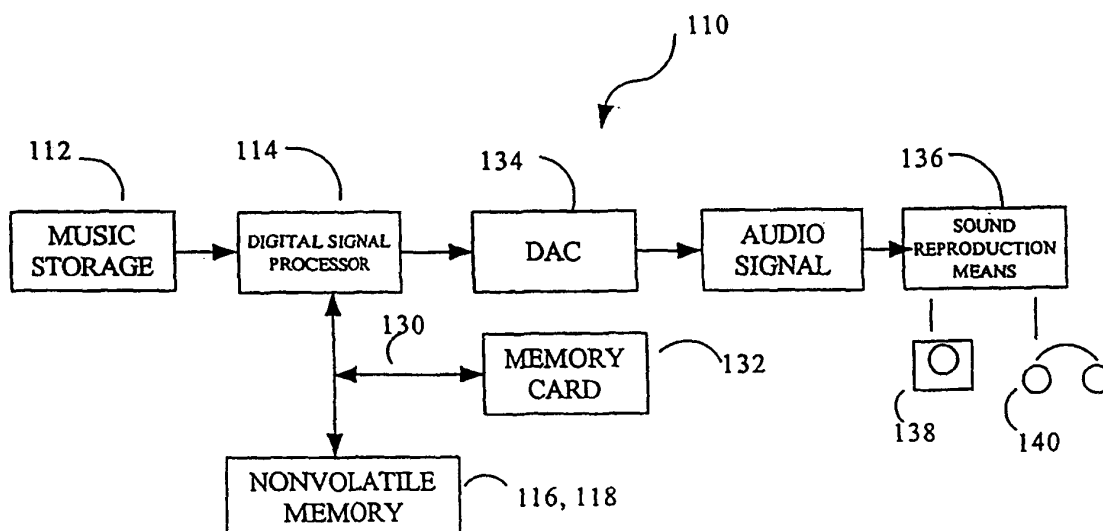 110
112
114
134
136
MUSIC
STORAGE
DIGITAL SIGNAL
PROCESSOR
DAC
AUDIO
SIGNAL
SOUND
REPRODUCTION
MEANS
130
MEMORY
CARD
132
138
140
NONVOLATILE
MEMORY
116, 118